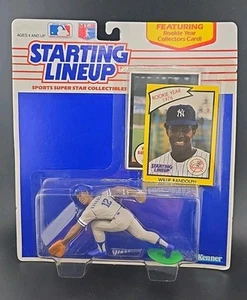 AGES 4 AND UP
FEATURING
Rookie Year
Collectors Card!
STARTING
LINEUP
SPORTS SUPER STAR COLLECTIBLES
ROOKIE YEAR
STARTING
LINEUP
WILLIE RANDOLPH
12
Kenner